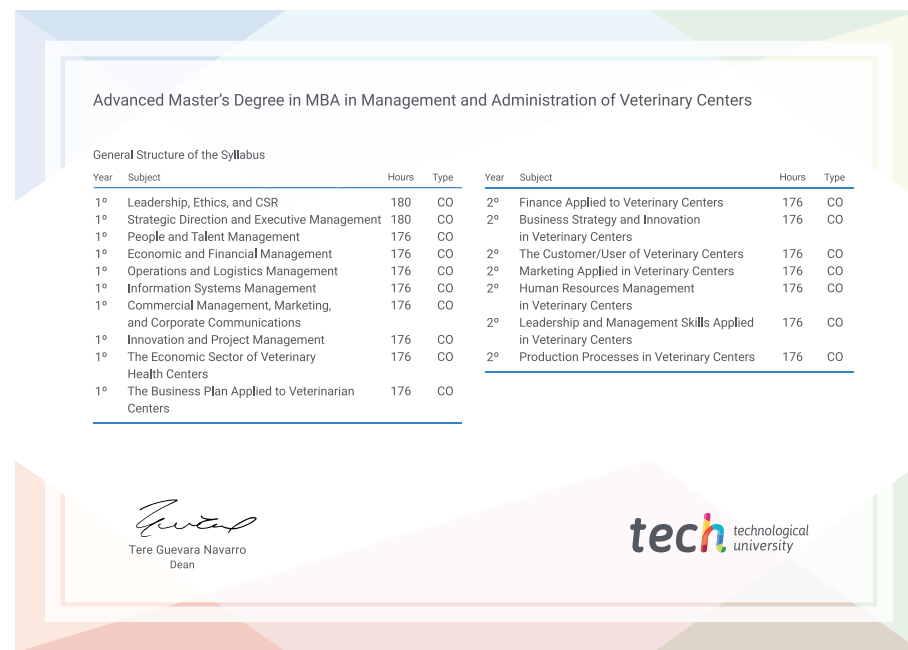 Advanced Master's Degree in MBA in Management and Administration of Veterinary Centers
General Structure of the Syllabus
Year Subject Hours Type
1º Leadership, Ethics, and CSR 180 CO
1º Strategic Direction and Executive Management 180 CO
1º People and Talent Management 176 CO
1º Economic and Financial Management 176 CO
1º Operations and Logistics Management 176 CO
1º Information Systems Management 176 CO
1º Commercial Management, Marketing, 176 CO
and Corporate Communications
1º Innovation and Project Management 176 CO
1º The Economic Sector of Veterinary 176 CO
Health Centers
1º The Business Plan Applied to Veterinarian 176 CO
Centers
Year Subject Hours Type
2º Finance Applied to Veterinary Centers 176 CO
2º Business Strategy and Innovation 176 CO
in Veterinary Centers
2º The Customer/User of Veterinary Centers 176 CO
2º Marketing Applied in Veterinary Centers 176 CO
2º Human Resources Management 176 CO
in Veterinary Centers
2º Leadership and Management Skills Applied 176 CO
in Veterinary Centers
2º Production Processes in Veterinary Centers 176 CO
Tere Guevara Navarro
Dean
tech technological
university